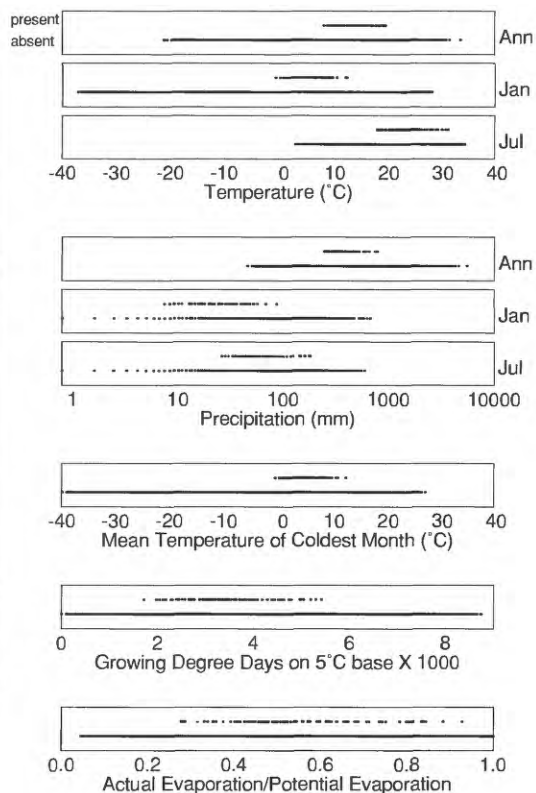 present
absent
Ann
Jan
Jul
-40 -30 -20 -10 0 10 20 30 40
Temperature (˚C)
Ann
Jan
Jul
1 10 100 1000 10000
Precipitation (mm)
-40 -30 -20 -10 0 10 20 30 40
Mean Temperature of Coldest Month (˚C)
0 2 4 6 8
Growing Degree Days on 5˚C base X 1000
0.0 0.2 0.4 0.6 0.8 1.0
Actual Evaporation/Potential Evaporation